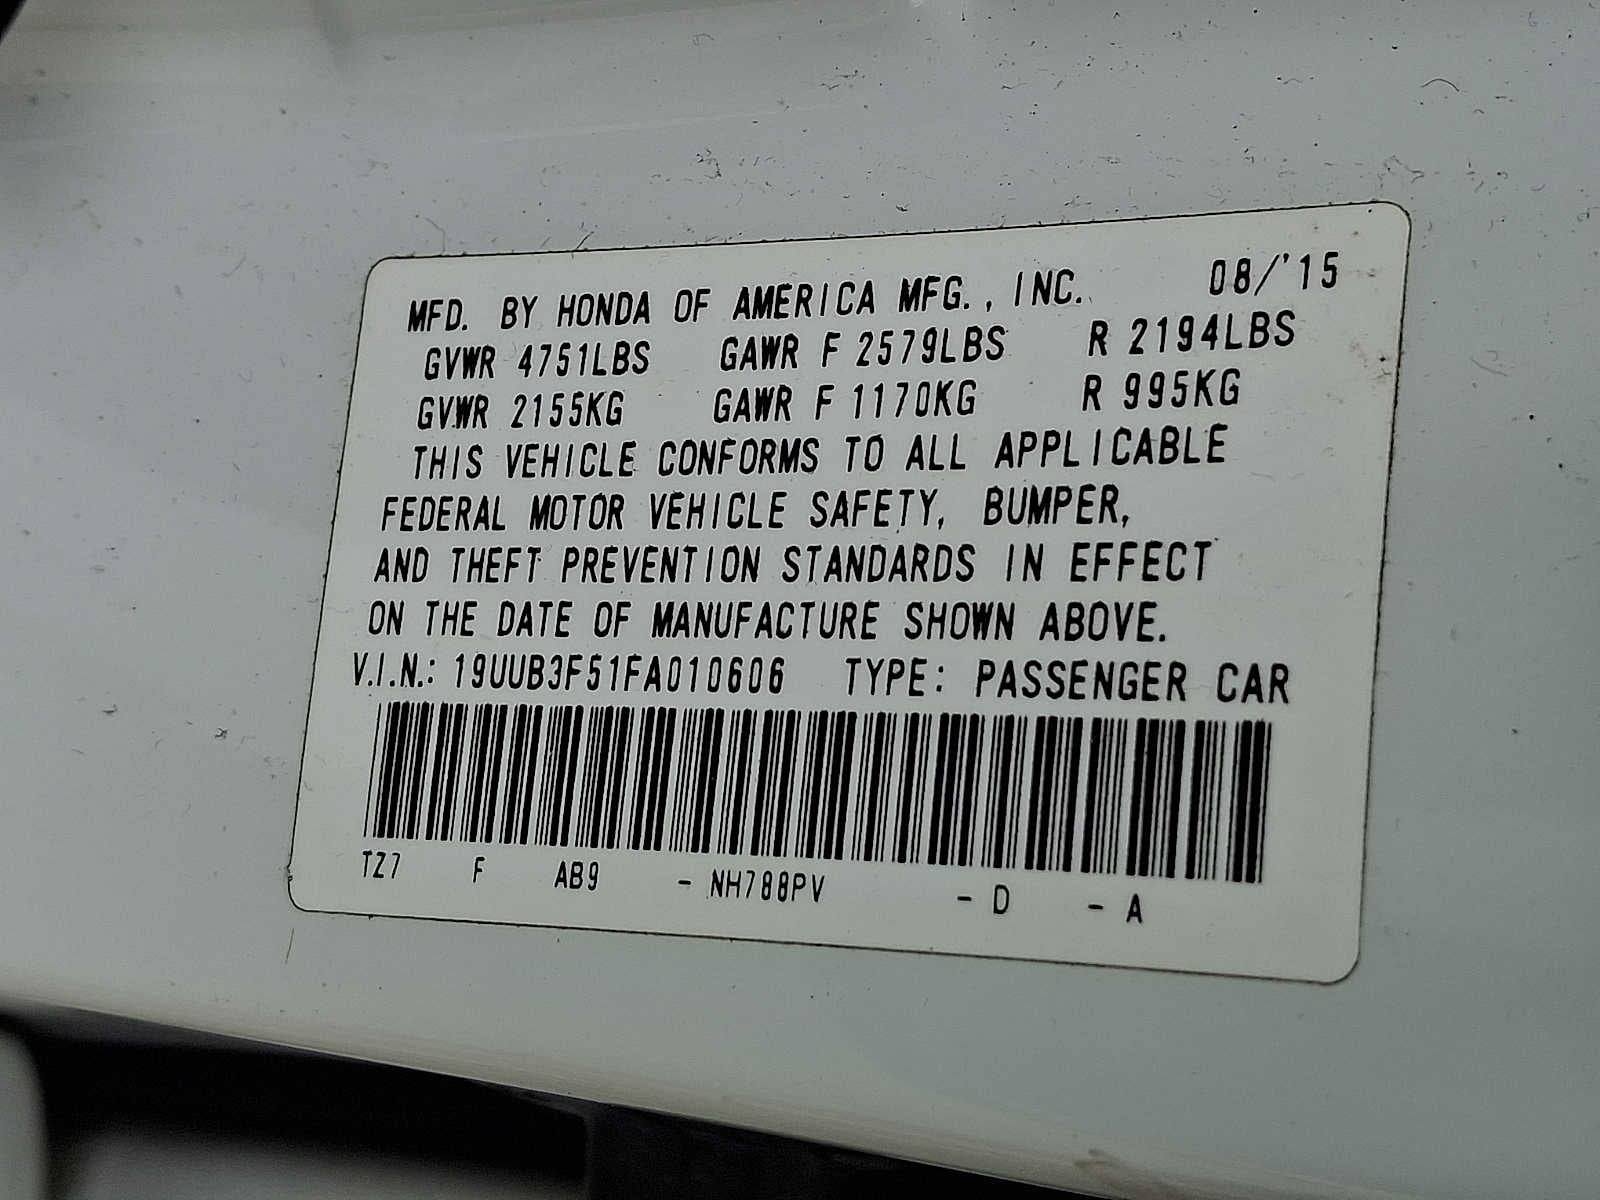 MFD. BY HONDA OF AMERICA MFG., INC. 08/'15
GVWR 4751LBS GAWR F 2579LBS R 2194LBS
GVWR 2155KG GAWR F 1170KG R 995KG
THIS VEHICLE CONFORMS TO ALL APPLICABLE
FEDERAL MOTOR VEHICLE SAFETY, BUMPER,
AND THEFT PREVENTION STANDARDS IN EFFECT
ON THE DATE OF MANUFACTURE SHOWN ABOVE.
V.I.N.: 19UUB3F51FA010606 TYPE: PASSENGER CAR
TZ7 F AB9 - NH788PV - D - A